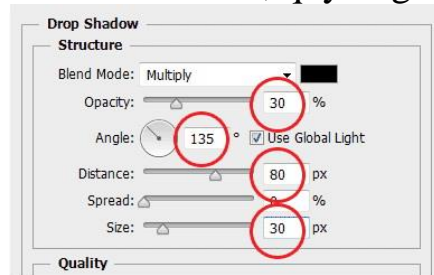 Drop Shadow
Structure
Blend Mode: Multiply
Opacity: 30 %
Angle: 135 ° Use Global Light
Distance: 80 px
Spread: %
Size: 30 px
Quality